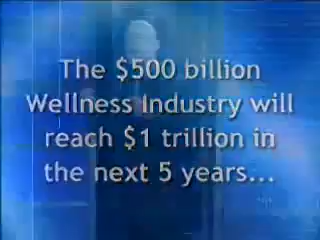 The $500 billion
Wellness Industry will
reach $1 trillion in
the next 5 years...